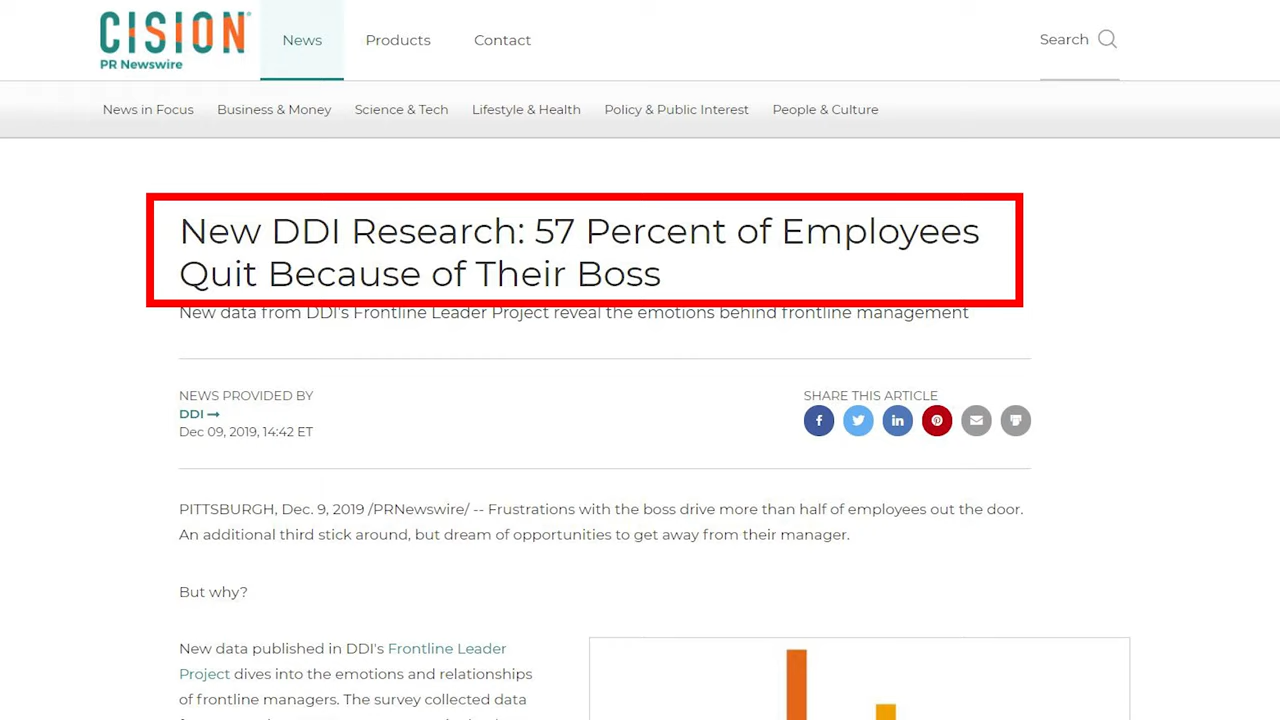 CISION
PR Newswire
News Products Contact
Search
News in Focus Business & Money Science & Tech Lifestyle & Health Policy & Public Interest People & Culture
New DDI Research: 57 Percent of Employees
Quit Because of Their Boss
New data from DDI's Frontline Leader Project reveal the emotions behind frontline management
NEWS PROVIDED BY
DDI
Dec 09, 2019, 14:42 ET
SHARE THIS ARTICLE
PITTSBURGH, Dec. 9, 2019 /PRNewswire/ -- Frustrations with the boss drive more than half of employees out the door.
An additional third stick around, but dream of opportunities to get away from their manager.
But why?
New data published in DDI's Frontline Leader
Project dives into the emotions and relationships
of frontline managers. The survey collected data